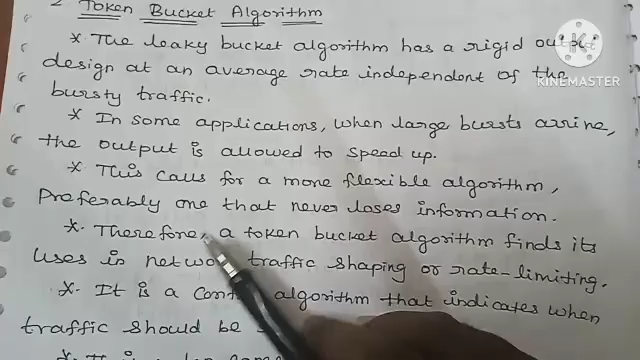 2 Token Bucket Algorithm
* The leaky bucket algorithm has a rigid output
design at an average rate independent of the
bursty traffic.
* In some applications, when large bursts arrive,
the output is allowed to speed up.
* This calls for a more flexible algorithm,
Preferably one that never loses information.
*. Therefore, a token bucket algorithm finds its
uses in network traffic shaping or rate-limiting.
*. It is a algorithm that indicates when
traffic should be
KINEMASTER